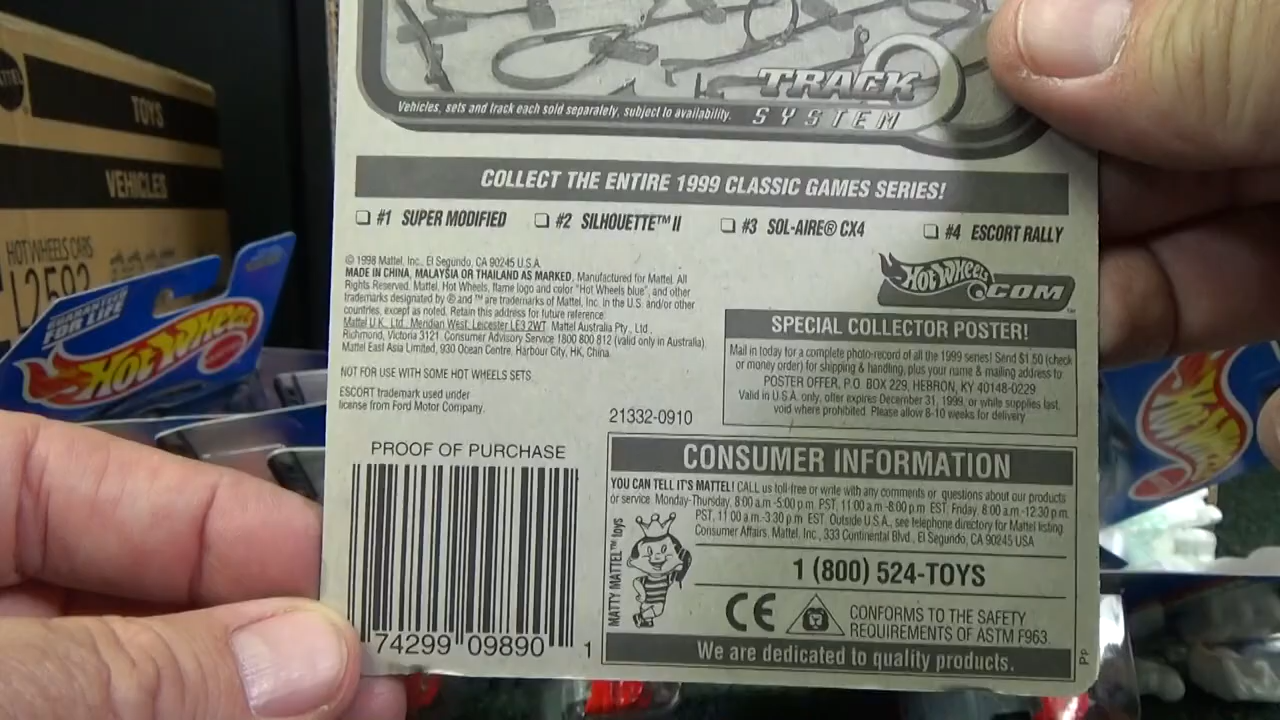 TRACK
SYSTEM
Vehicles, sets and track each sold separately, subject to availability.
COLLECT THE ENTIRE 1999 CLASSIC GAMES SERIES!
#1 SUPER MODIFIED
#2 SILHOUETTE™ II
#3 SOL-AIRE® CX4
#4 ESCORT RALLY
© 1998 Mattel, Inc., El Segundo, CA 90245 U.S.A.
MADE IN CHINA, MALAYSIA OR THAILAND AS MARKED. Manufactured for Mattel. All
Rights Reserved. Mattel, Hot Wheels, flame logo and color "Hot Wheels blue", and other
trademarks designated by ® and ™ are trademarks of Mattel, Inc. in the U.S. and/or other
countries, except as noted. Retain this address for future reference:
Mattel U.K., Ltd., Meridian West, Leicester LE3 2WT. Mattel Australia Pty., Ltd.,
Richmond, Victoria 3121. Consumer Advisory Service 1800 800 812 (valid only in Australia).
Mattel East Asia Limited, 930 Ocean Centre, Harbour City, HK, China.
NOT FOR USE WITH SOME HOT WHEELS SETS.
ESCORT trademark used under
license from Ford Motor Company.
21332-0910
HOT WHEELS
.COM
SPECIAL COLLECTOR POSTER!
Mail in today for a complete photo-record of all the 1999 series! Send $1.50 (check
or money order) for shipping & handling, plus your name & mailing address to:
POSTER OFFER, P.O. BOX 229, HEBRON, KY 40148-0229
Valid in U.S.A. only, offer expires December 31, 1999, or while supplies last,
void where prohibited. Please allow 8-10 weeks for delivery.
PROOF OF PURCHASE
74299 09890 1
CONSUMER INFORMATION
YOU CAN TELL IT'S MATTEL! CALL us toll-free or write with any comments or questions about our products
or service. Monday-Thursday, 8:00 a.m.-5:00 p.m. PST, 11:00 a.m.-8:00 p.m. EST; Friday, 8:00 a.m.-12:30 p.m.
PST, 11:00 a.m.-3:30 p.m. EST. Outside U.S.A., see telephone directory for Mattel listing.
Consumer Affairs, Mattel, Inc., 333 Continental Blvd., El Segundo, CA 90245 USA
MATTY MATTEL™ toys
1 (800) 524-TOYS
CE
CONFORMS TO THE SAFETY
REQUIREMENTS OF ASTM F963.
We are dedicated to quality products.
Pp
MATTEL
TOYS
VEHICLES
HOT WHEELS CARS
L2593
GUARANTEED
FOR LIFE
HOT WHEELS